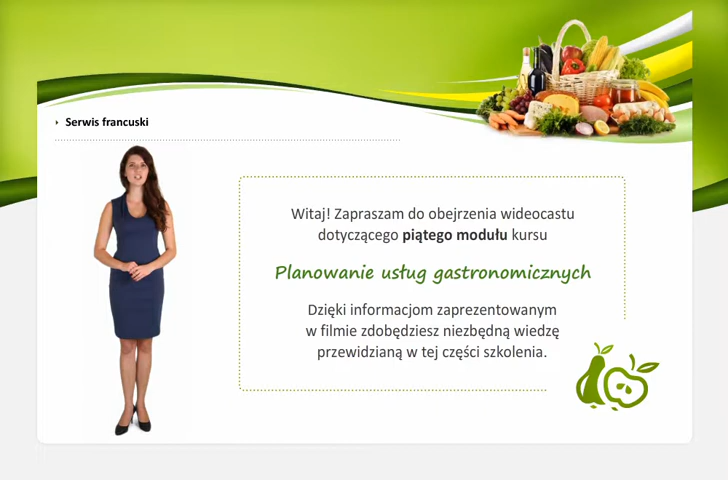 Serwis francuski
Witaj! Zapraszam do obejrzenia wideocastu
dotyczącego piątego modułu kursu
Planowanie usług gastronomicznych
Dzięki informacjom zaprezentowanym
w filmie zdobędziesz niezbędną wiedzę
przewidzianą w tej części szkolenia.